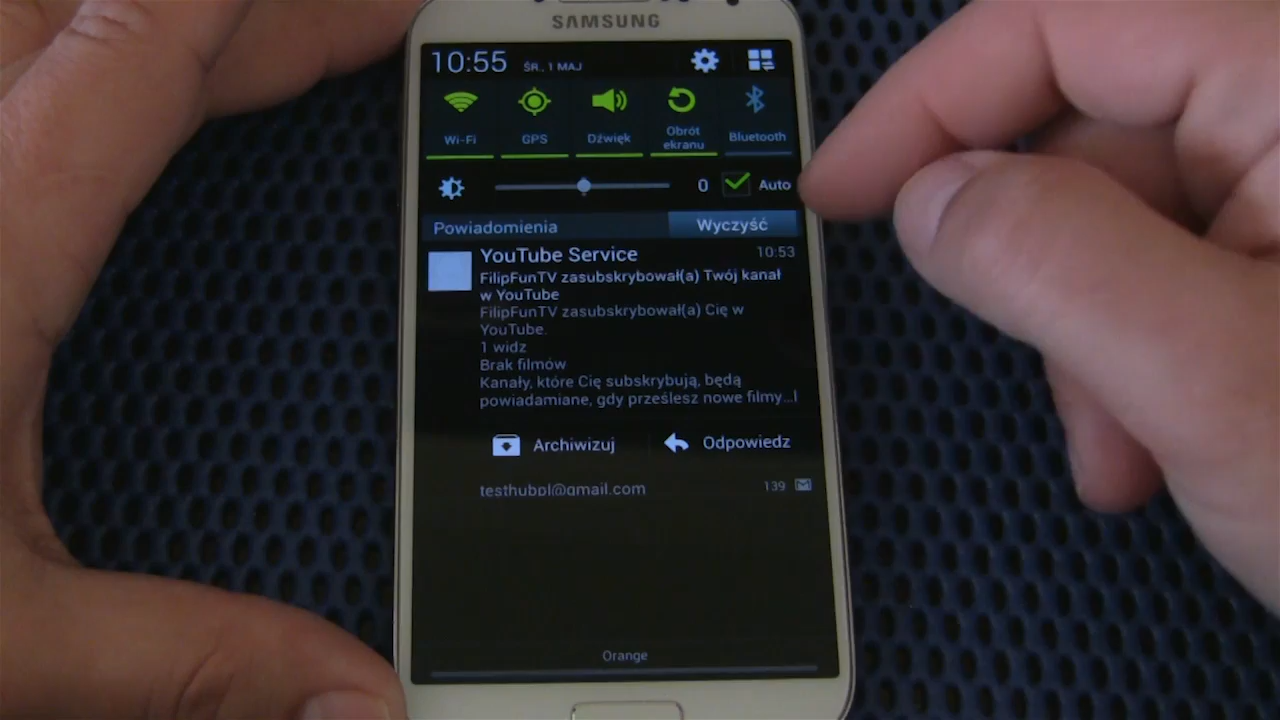 SAMSUNG
10:55 ŚR., 1 MAJ
Wi-Fi GPS Dźwięk Obrót ekranu Bluetooth
0 Auto
Powiadomienia Wyczyść
YouTube Service 10:53
FilipFunTV zasubskrybował(a) Twój kanał
w YouTube
FilipFunTV zasubskrybował(a) Cię w
YouTube.
1 widz
Brak filmów
Kanały, które Cię subskrybują, będą
powiadamiane, gdy prześlesz nowe filmy...l
Archiwizuj Odpowiedz
testhubpl@gmail.com 139
Orange